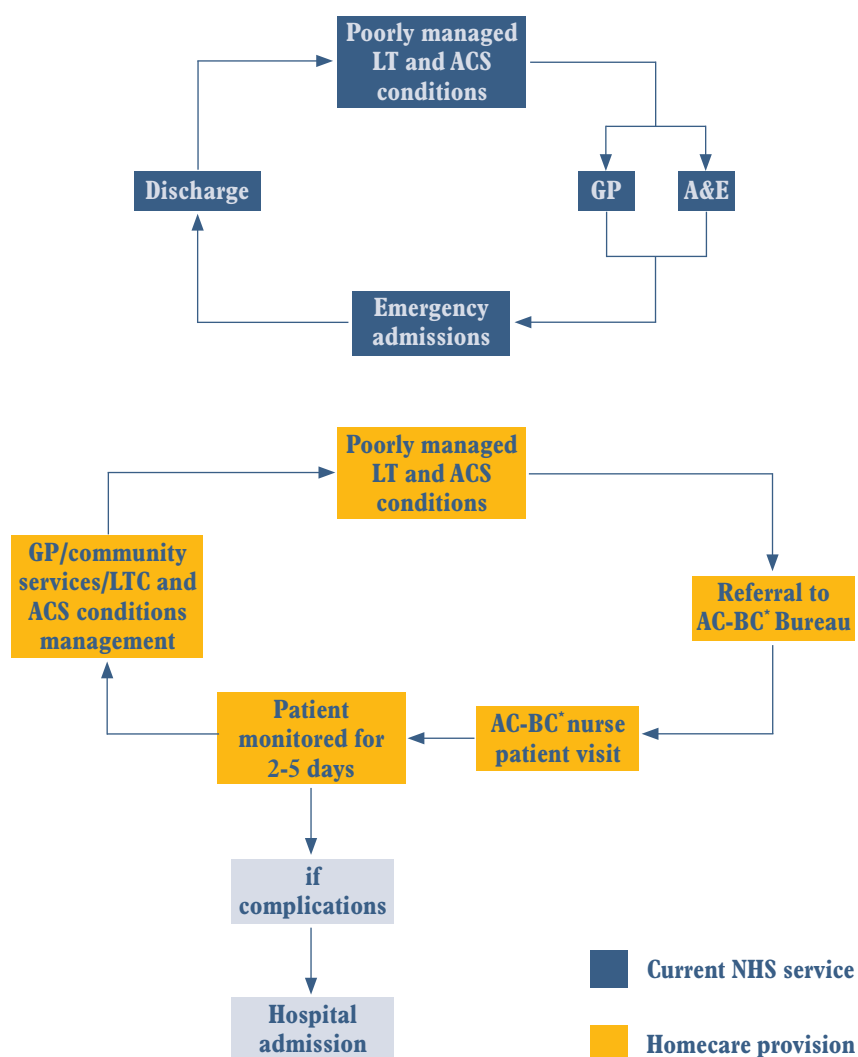 Poorly managed
LT and ACS
conditions
Discharge
GP
A&E
Emergency
admissions
Poorly managed
LT and ACS
conditions
GP/community
services/LTC and
ACS conditions
management
Referral to
AC-BC* Bureau
Patient
monitored for
2-5 days
AC-BC* nurse
patient visit
if
complications
Hospital
admission
Current NHS service
Homecare provision